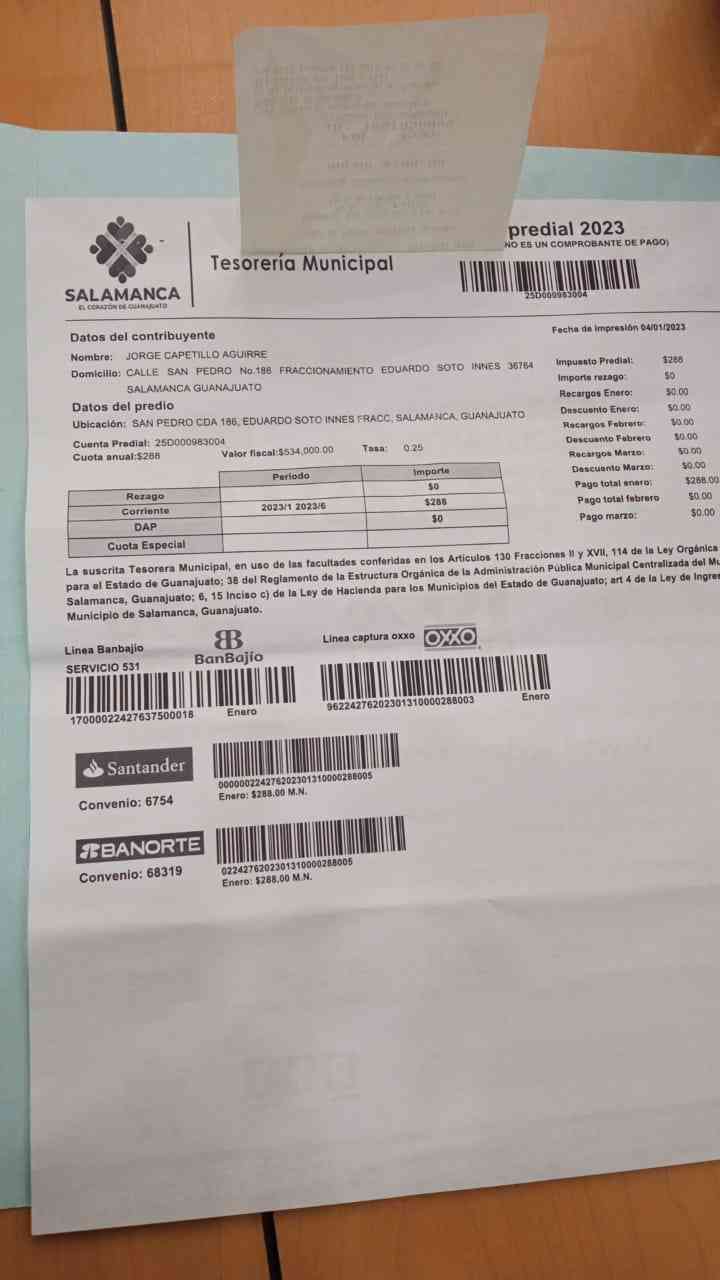 predial 2023
NO ES UN COMPROBANTE DE PAGO)
Tesorería Municipal
25D000983004
SALAMANCA
EL CORAZÓN DE GUANAJUATO
Fecha de impresión 04/01/2023
Datos del contribuyente
Nombre: JORGE CAPETILLO AGUIRRE
Domicilio: CALLE SAN PEDRO No.186 FRACCIONAMIENTO EDUARDO SOTO INNES 36764
SALAMANCA GUANAJUATO
Datos del predio
Ubicación: SAN PEDRO CDA 186, EDUARDO SOTO INNES FRACC, SALAMANCA, GUANAJUATO
Cuenta Predial: 25D000983004
Cuota anual:$288 Valor fiscal:$534,000.00 Tasa: 0.25
Impuesto Predial: $288
Importe rezago: $0
Recargos Enero: $0.00
Descuento Enero: $0.00
Recargos Febrero: $0.00
Descuento Febrero $0.00
Recargos Marzo: $0.00
Descuento Marzo: $0.00
Pago total enero: $288.00
Pago total febrero $0.00
Pago marzo: $0.00
Periodo Importe
Rezago $0
Corriente 2023/1 2023/6 $288
DAP $0
Cuota Especial
La suscrita Tesorera Municipal, en uso de las facultades conferidas en los Artículos 130 Fracciones II y XVII, 114 de la Ley Orgánica
para el Estado de Guanajuato; 38 del Reglamento de la Estructura Orgánica de la Administración Pública Municipal Centralizada del Mu
Salamanca, Guanajuato; 6, 15 Inciso c) de la Ley de Hacienda para los Municipios del Estado de Guanajuato; art 4 de la Ley de Ingre
Municipio de Salamanca, Guanajuato.
Linea Banbajio
SERVICIO 531
BanBajío
Linea captura oxxo OXXO
17000022427637500018 Enero
96224276202301310000288003 Enero
Santander
Convenio: 6754
000000224276202301310000288005
Enero: $288.00 M.N.
BANORTE
Convenio: 68319
0224276202301310000288005
Enero: $288.00 M.N.